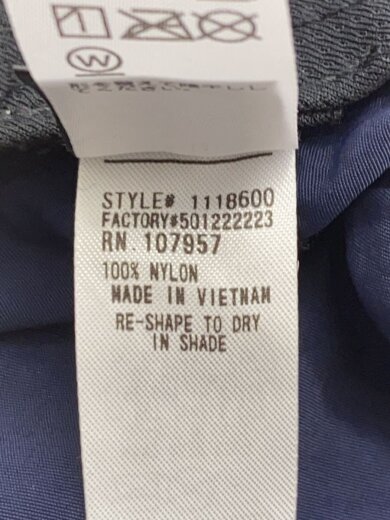 W
STYLE# 1118600
FACTORY#501222223
RN. 107957
100% NYLON
MADE IN VIETNAM
RE-SHAPE TO DRY
IN SHADE